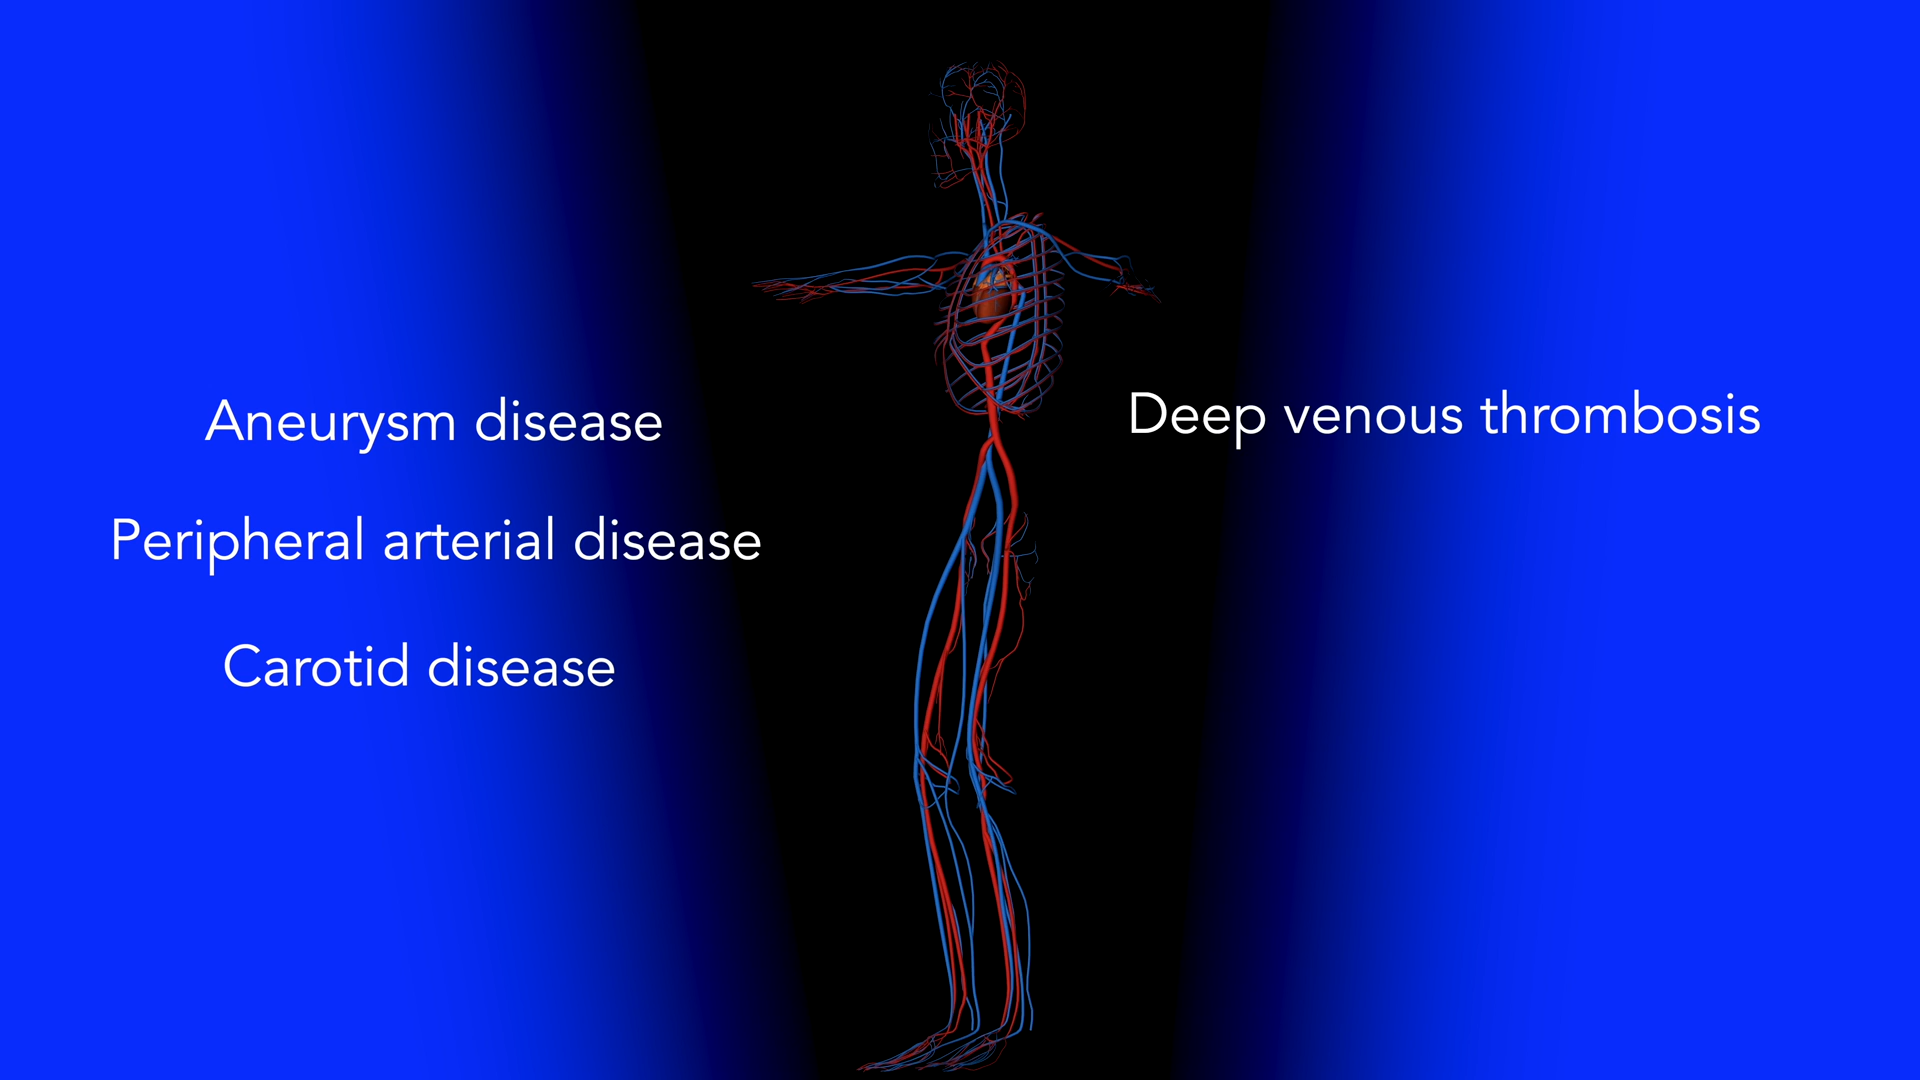 Aneurysm disease
Peripheral arterial disease
Carotid disease
Deep venous thrombosis